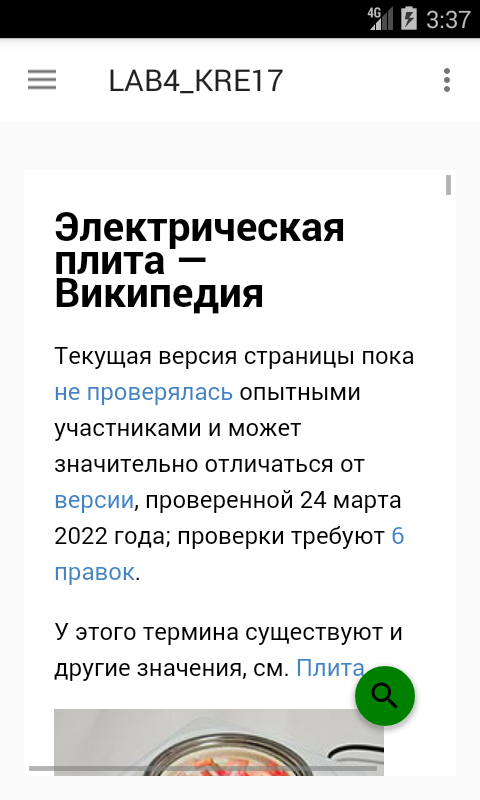 4G 3:37
LAB4_KRE17
Электрическая
плита —
Википедия
Текущая версия страницы пока
не проверялась опытными
участниками и может
значительно отличаться от
версии, проверенной 24 марта
2022 года; проверки требуют 6
правок.
У этого термина существуют и
другие значения, см. Плита